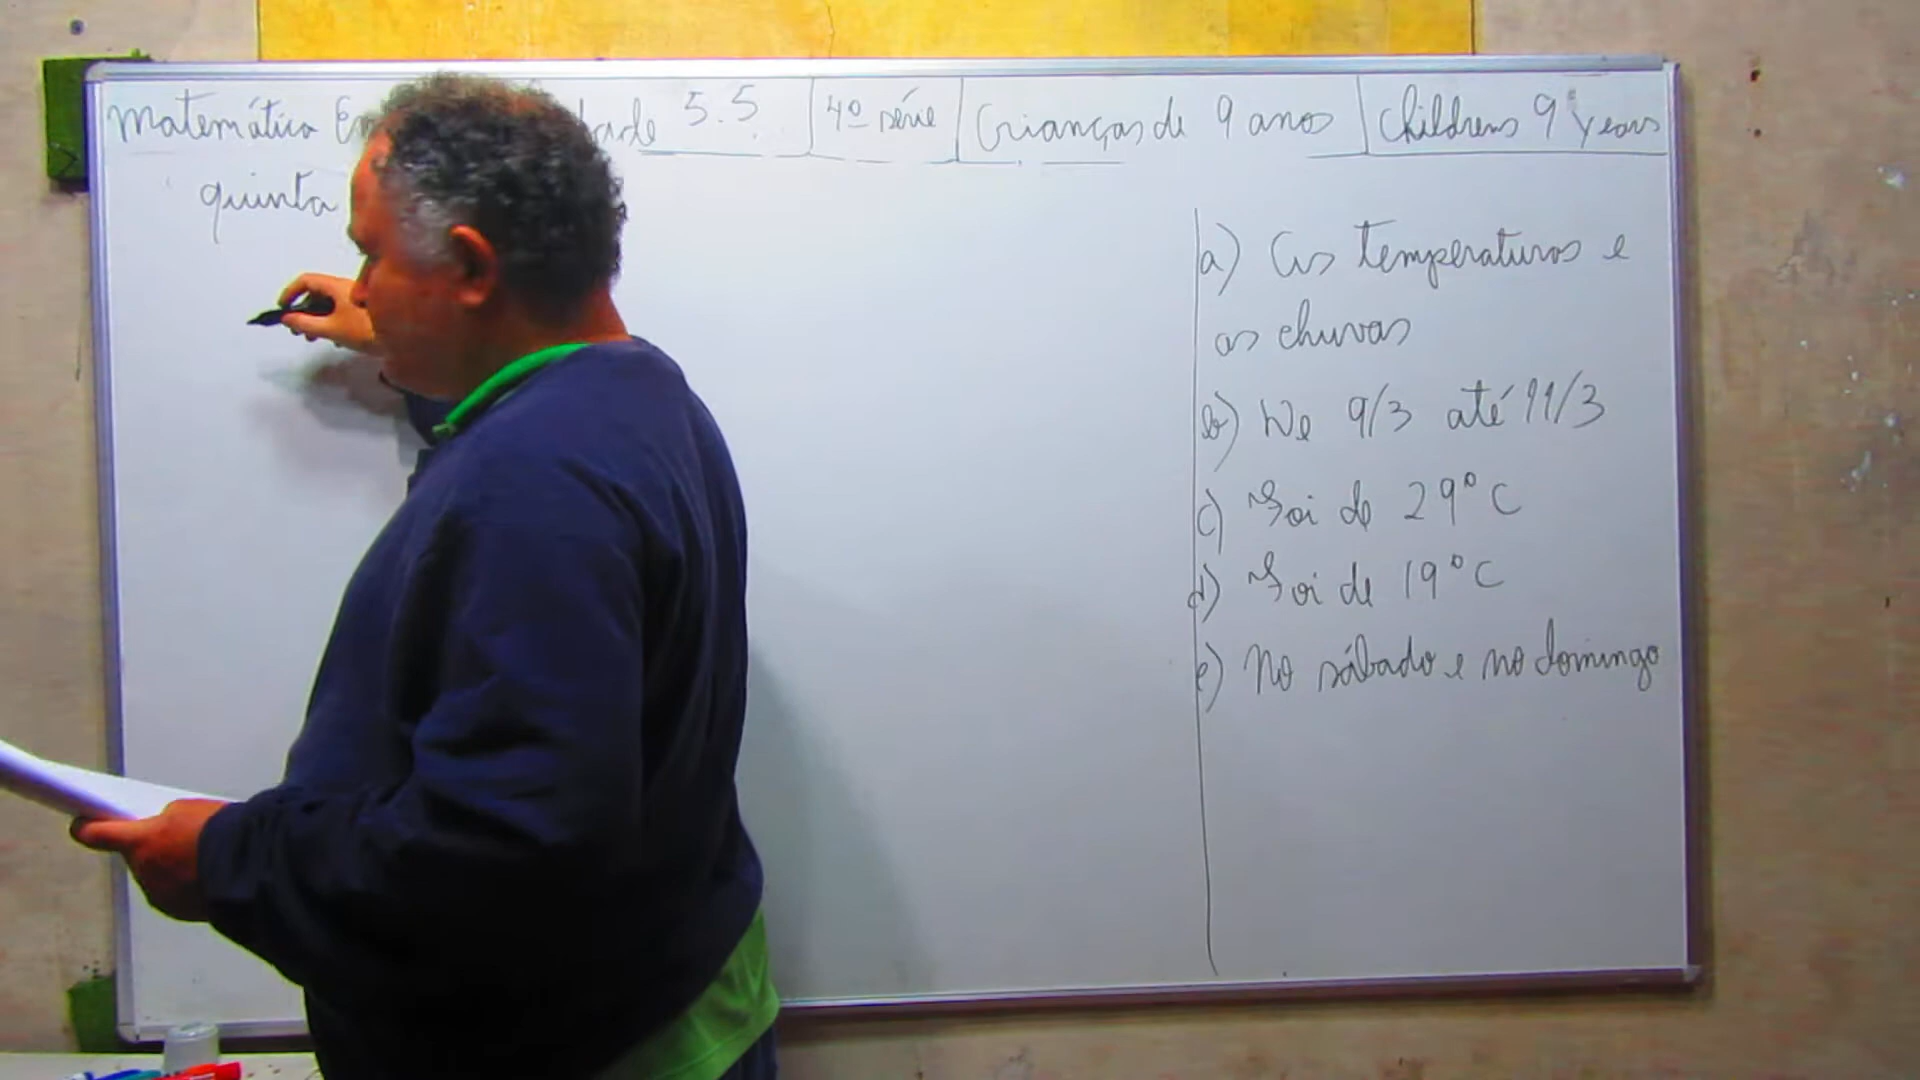 Matemática 5.5 4º série Crianças de 9 anos Childrens 9 Years
quinta
a) As temperaturas e
as chuvas
b) De 9/3 até 11/3
c) Foi de 29° C
d) Foi de 19° C
e) No sábado e no domingo